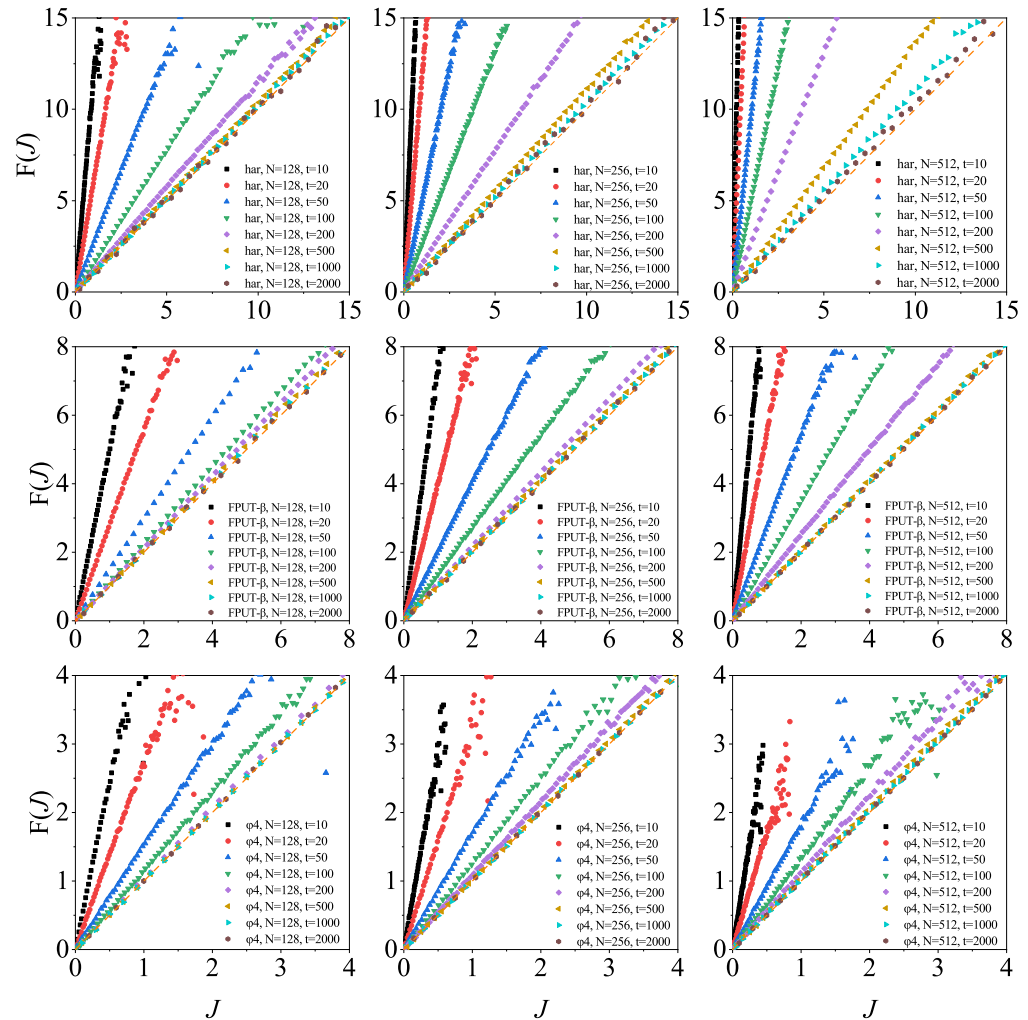 15
10
5
0
F(J)
har, N=128, t=10
har, N=128, t=20
har, N=128, t=50
har, N=128, t=100
har, N=128, t=200
har, N=128, t=500
har, N=128, t=1000
har, N=128, t=2000
0 5 10 15
15
10
5
0
har, N=256, t=10
har, N=256, t=20
har, N=256, t=50
har, N=256, t=100
har, N=256, t=200
har, N=256, t=500
har, N=256, t=1000
har, N=256, t=2000
0 5 10 15
15
10
5
0
har, N=512, t=10
har, N=512, t=20
har, N=512, t=50
har, N=512, t=100
har, N=512, t=200
har, N=512, t=500
har, N=512, t=1000
har, N=512, t=2000
0 5 10 15
8
6
4
2
0
F(J)
FPUT-β, N=128, t=10
FPUT-β, N=128, t=20
FPUT-β, N=128, t=50
FPUT-β, N=128, t=100
FPUT-β, N=128, t=200
FPUT-β, N=128, t=500
FPUT-β, N=128, t=1000
FPUT-β, N=128, t=2000
0 2 4 6 8
8
6
4
2
0
FPUT-β, N=256, t=10
FPUT-β, N=256, t=20
FPUT-β, N=256, t=50
FPUT-β, N=256, t=100
FPUT-β, N=256, t=200
FPUT-β, N=256, t=500
FPUT-β, N=256, t=1000
FPUT-β, N=256, t=2000
0 2 4 6 8
8
6
4
2
0
FPUT-β, N=512, t=10
FPUT-β, N=512, t=20
FPUT-β, N=512, t=50
FPUT-β, N=512, t=100
FPUT-β, N=512, t=200
FPUT-β, N=512, t=500
FPUT-β, N=512, t=1000
FPUT-β, N=512, t=2000
0 2 4 6 8
4
3
2
1
0
F(J)
φ4, N=128, t=10
φ4, N=128, t=20
φ4, N=128, t=50
φ4, N=128, t=100
φ4, N=128, t=200
φ4, N=128, t=500
φ4, N=128, t=1000
φ4, N=128, t=2000
0 1 2 3 4
J
4
3
2
1
0
φ4, N=256, t=10
φ4, N=256, t=20
φ4, N=256, t=50
φ4, N=256, t=100
φ4, N=256, t=200
φ4, N=256, t=500
φ4, N=256, t=1000
φ4, N=256, t=2000
0 1 2 3 4
J
4
3
2
1
0
φ4, N=512, t=10
φ4, N=512, t=20
φ4, N=512, t=50
φ4, N=512, t=100
φ4, N=512, t=200
φ4, N=512, t=500
φ4, N=512, t=1000
φ4, N=512, t=2000
0 1 2 3 4
J